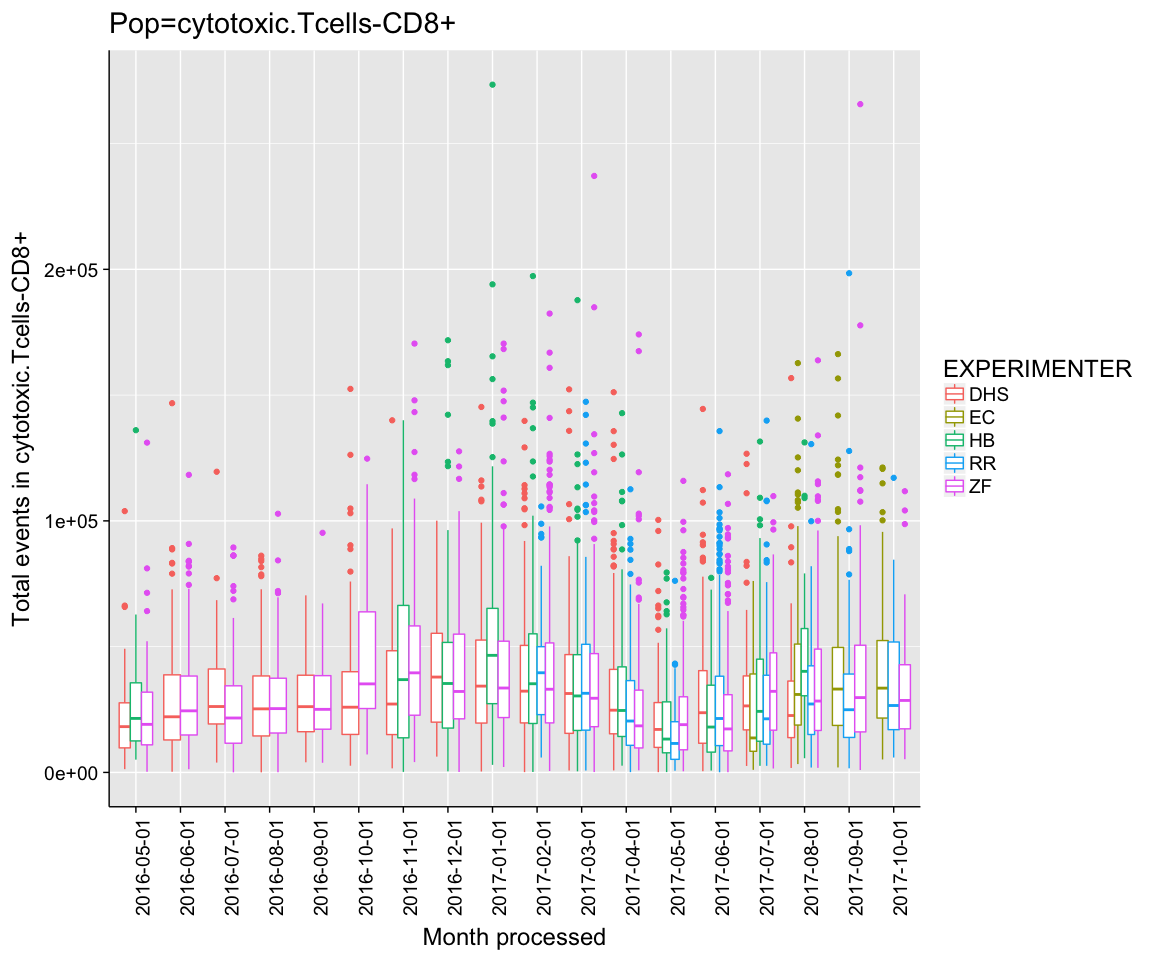 Pop=cytotoxic.Tcells-CD8+
Total events in cytotoxic.Tcells-CD8+
2e+05
1e+05
0e+00
2016-05-01
2016-06-01
2016-07-01
2016-08-01
2016-09-01
2016-10-01
2016-11-01
2016-12-01
2017-01-01
2017-02-01
2017-03-01
2017-04-01
2017-05-01
2017-06-01
2017-07-01
2017-08-01
2017-09-01
2017-10-01
Month processed
EXPERIMENTER
DHS
EC
HB
RR
ZF